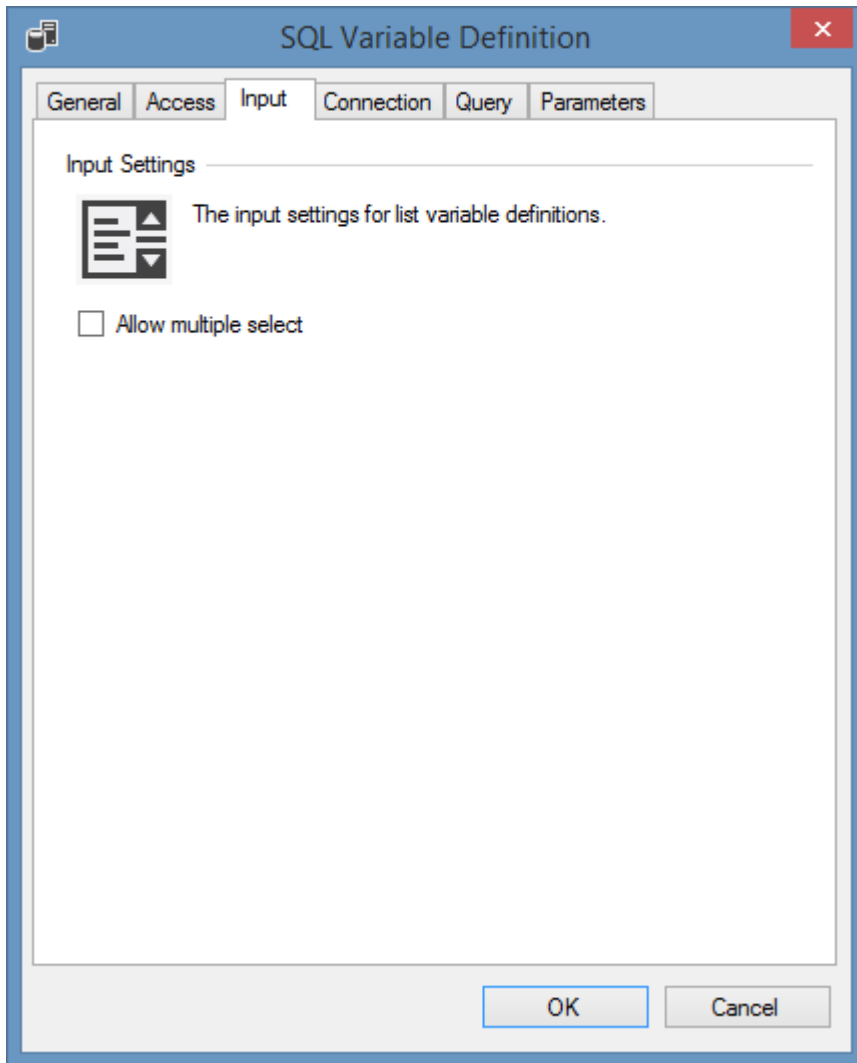 SQL Variable Definition
General Access Input Connection Query Parameters
Input Settings
The input settings for list variable definitions.
Allow multiple select
OK Cancel